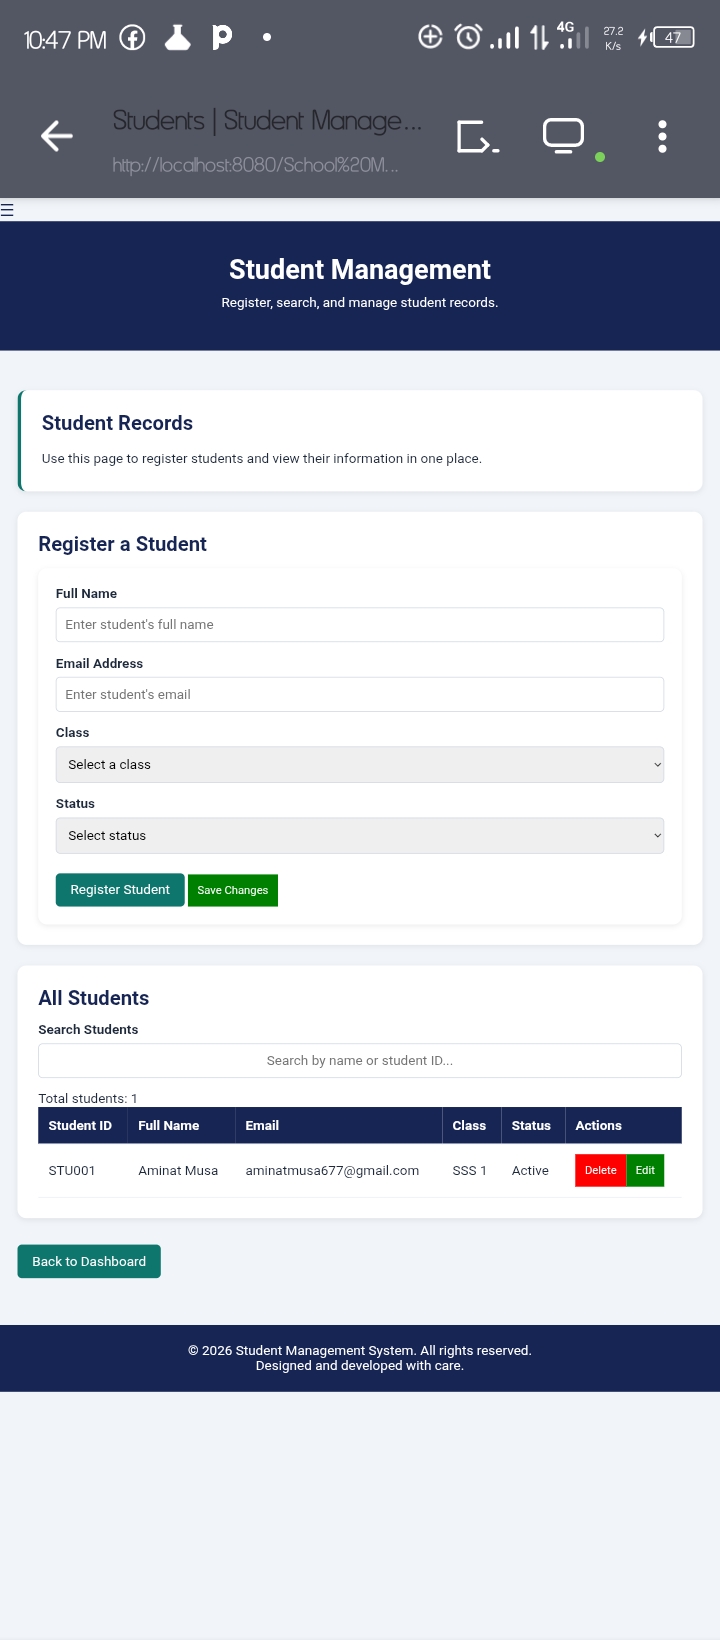 10:47 PM
4G
27.2
K/s
47
Students | Student Manage...
http://localhost:8080/School%20M...
Student Management
Register, search, and manage student records.
Student Records
Use this page to register students and view their information in one place.
Register a Student
Full Name
Enter student's full name
Email Address
Enter student's email
Class
Select a class
Status
Select status
Register Student Save Changes
All Students
Search Students
Search by name or student ID...
Total students: 1
Student ID Full Name Email Class Status Actions
STU001 Aminat Musa aminatmusa677@gmail.com SSS 1 Active Delete Edit
Back to Dashboard
© 2026 Student Management System. All rights reserved.
Designed and developed with care.